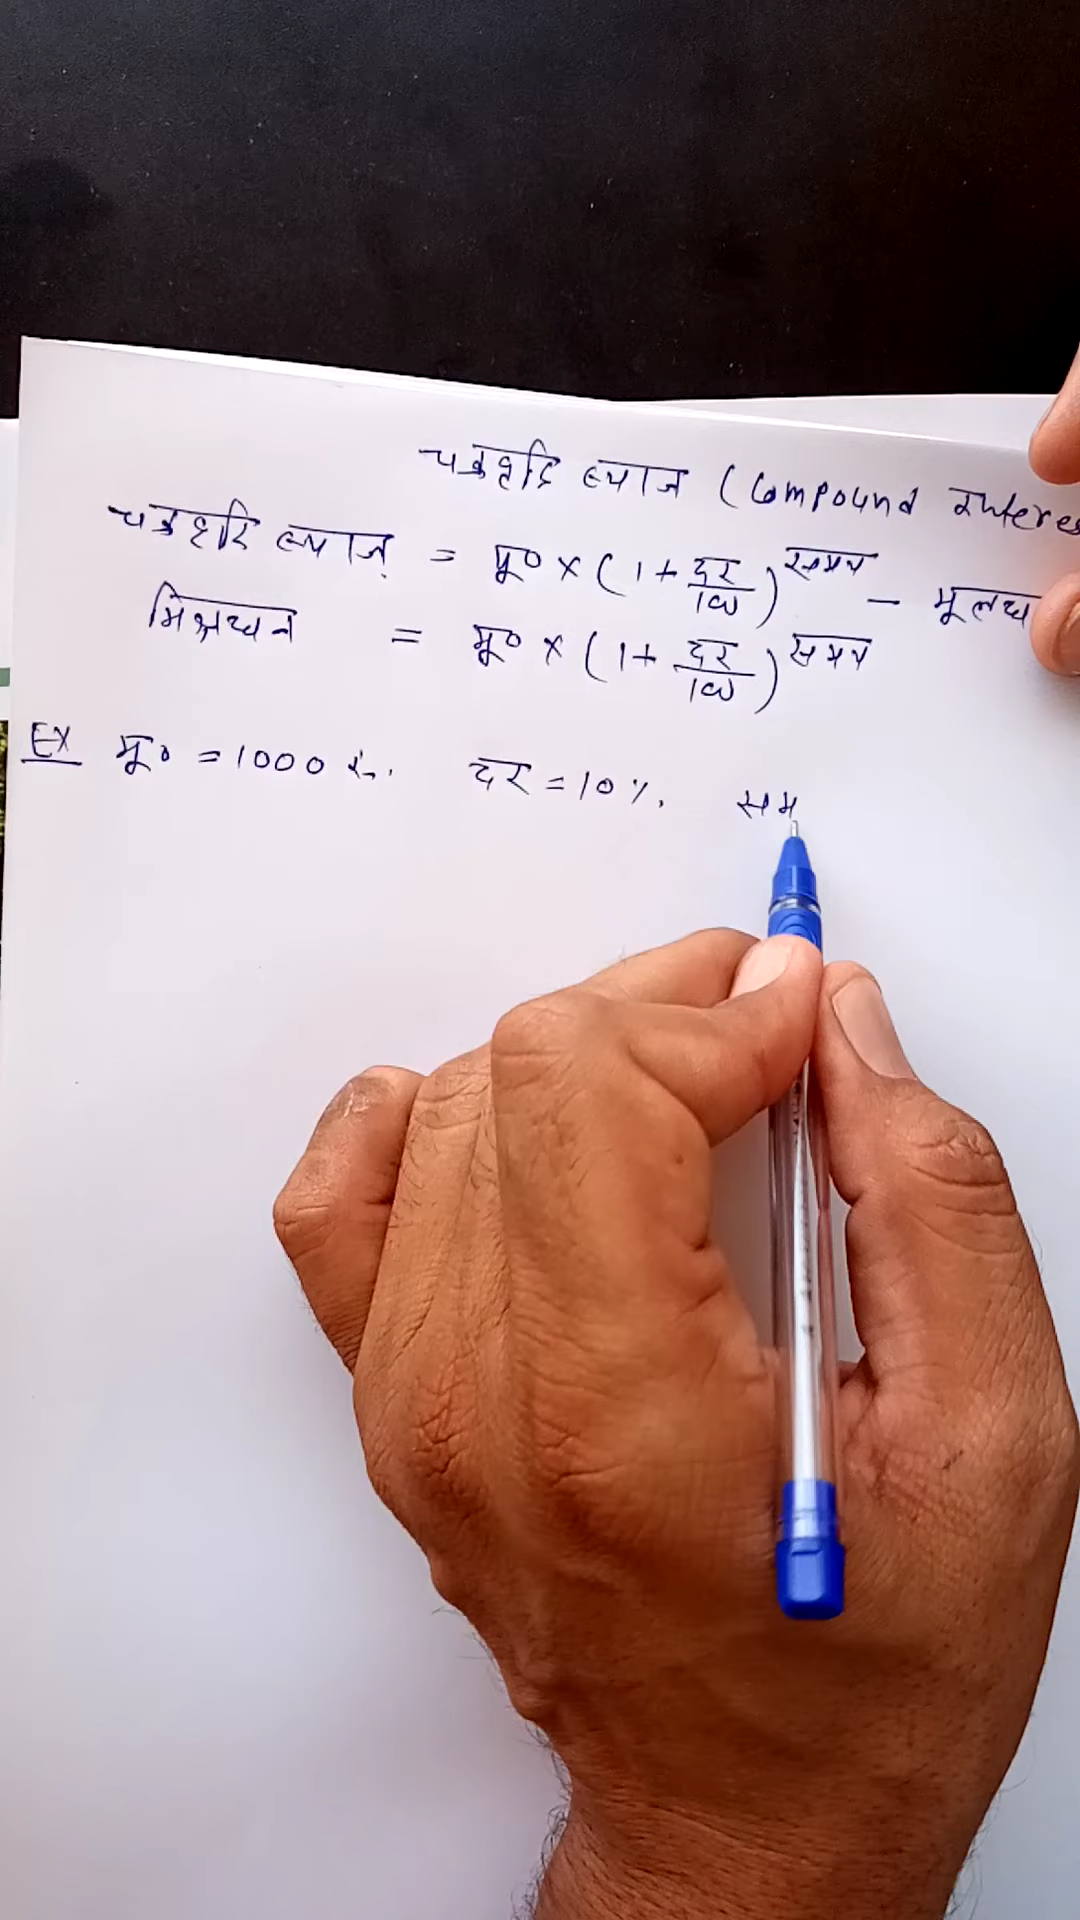 चक्रवृद्धि ब्याज (Compound Interes
चक्रवृद्धि ब्याज = मू० × (1 + दर/100)^समय - मूलध
मिश्रधन = मू० × (1 + दर/100)^समय
Ex मू० = 1000 रु. दर = 10%. सम